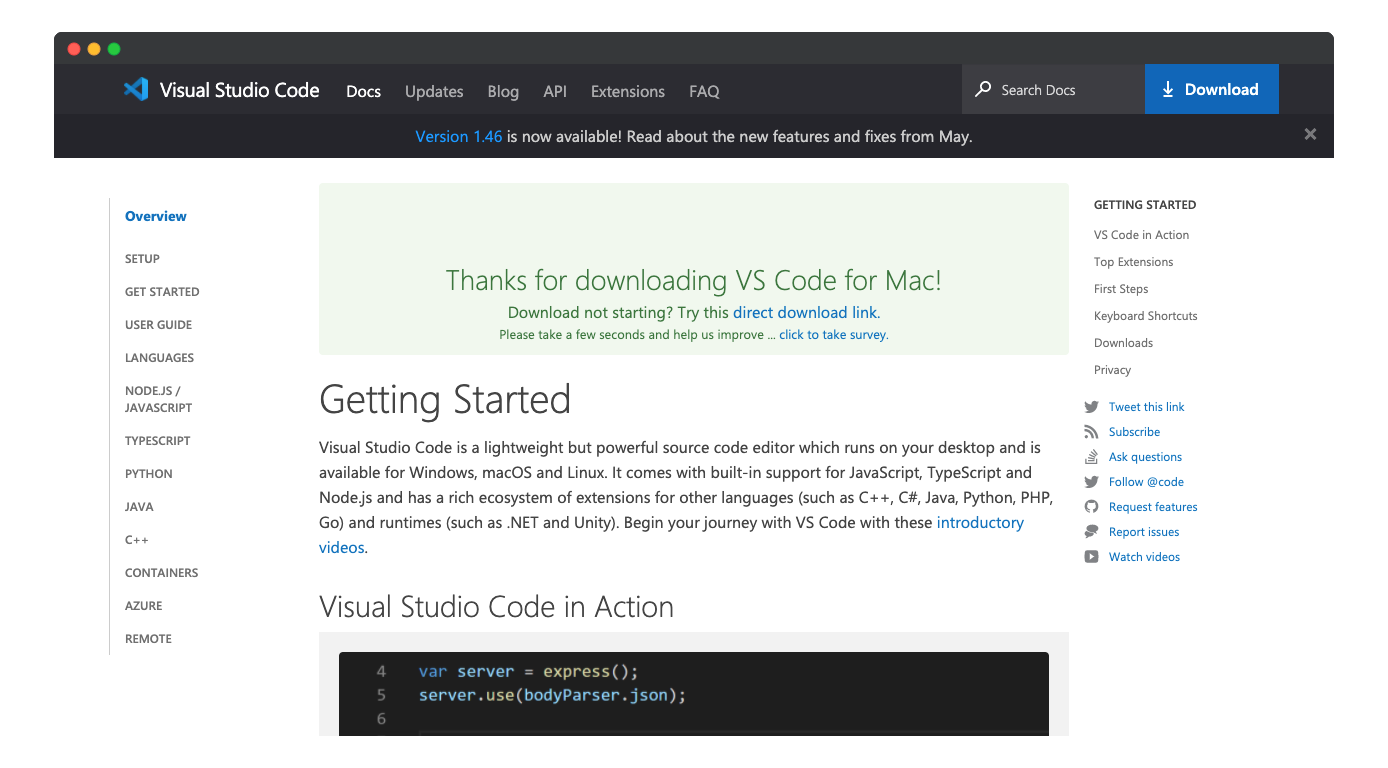 Visual Studio Code Docs Updates Blog API Extensions FAQ Search Docs Download
Version 1.46 is now available! Read about the new features and fixes from May.
Overview
SETUP
GET STARTED
USER GUIDE
LANGUAGES
NODE.JS /
JAVASCRIPT
TYPESCRIPT
PYTHON
JAVA
C++
CONTAINERS
AZURE
REMOTE
Thanks for downloading VS Code for Mac!
Download not starting? Try this direct download link.
Please take a few seconds and help us improve ... click to take survey.
Getting Started
Visual Studio Code is a lightweight but powerful source code editor which runs on your desktop and is
available for Windows, macOS and Linux. It comes with built-in support for JavaScript, TypeScript and
Node.js and has a rich ecosystem of extensions for other languages (such as C++, C#, Java, Python, PHP,
Go) and runtimes (such as .NET and Unity). Begin your journey with VS Code with these introductory
videos.
Visual Studio Code in Action
4 var server = express();
5 server.use(bodyParser.json);
6
GETTING STARTED
VS Code in Action
Top Extensions
First Steps
Keyboard Shortcuts
Downloads
Privacy
Tweet this link
Subscribe
Ask questions
Follow @code
Request features
Report issues
Watch videos